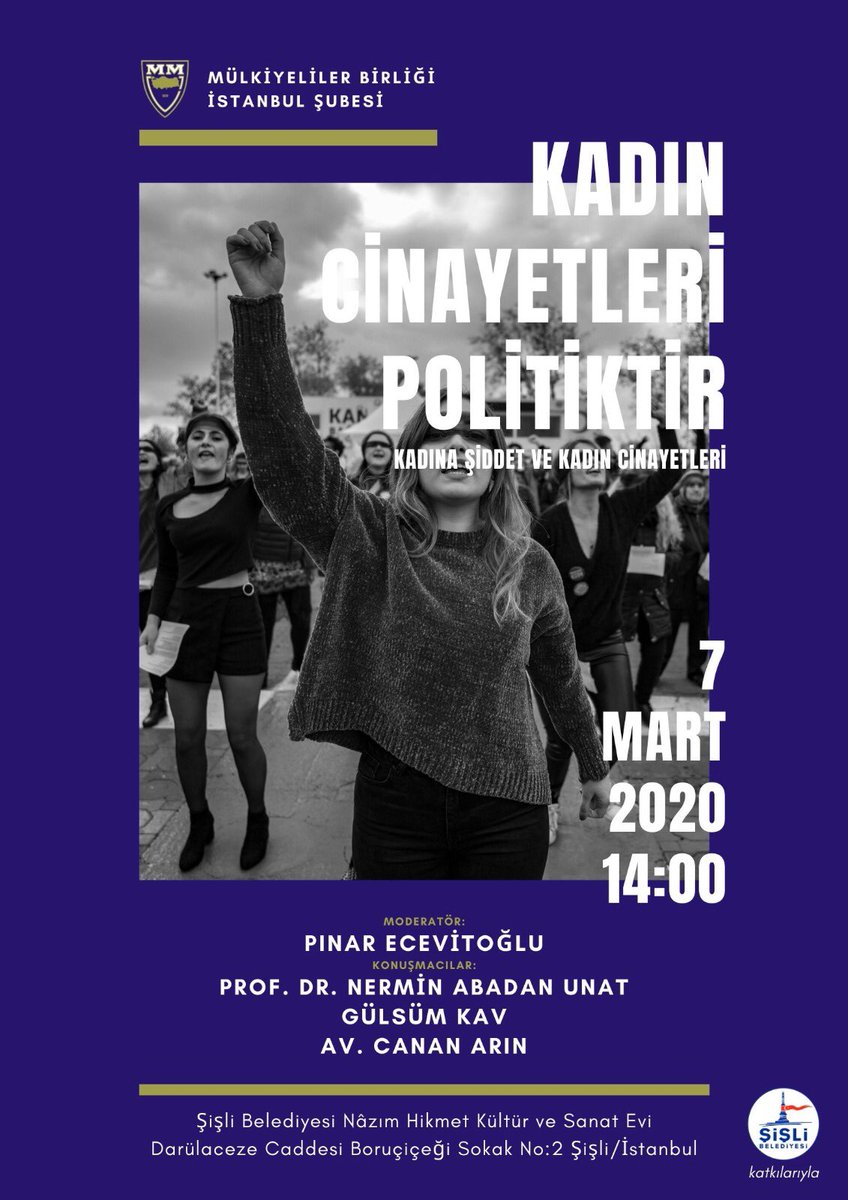 MM
MÜLKİYELİLER BİRLİĞİ
İSTANBUL ŞUBESİ
KADIN
CİNAYETLERİ
POLİTİKTİR
KADINA ŞİDDET VE KADIN CİNAYETLERİ
KAN
7
MART
2020
14:00
MODERATÖR:
PINAR ECEVİTOĞLU
KONUŞMACILAR:
PROF. DR. NERMİN ABADAN UNAT
GÜLSÜM KAV
AV. CANAN ARIN
Şişli Belediyesi Nâzım Hikmet Kültür ve Sanat Evi
Darülaceze Caddesi Boruçiçeği Sokak No:2 Şişli/İstanbul
ŞİŞLİ
BELEDİYESİ
katkılarıyla